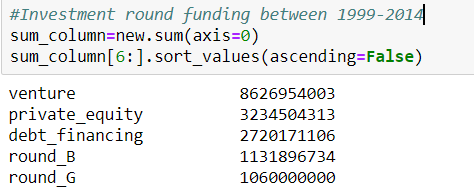 #Investment round funding between 1999-2014
sum_column=new.sum(axis=0)
sum_column[6:].sort_values(ascending=False)
venture 8626954003
private_equity 3234504313
debt_financing 2720171106
round_B 1131896734
round_G 1060000000